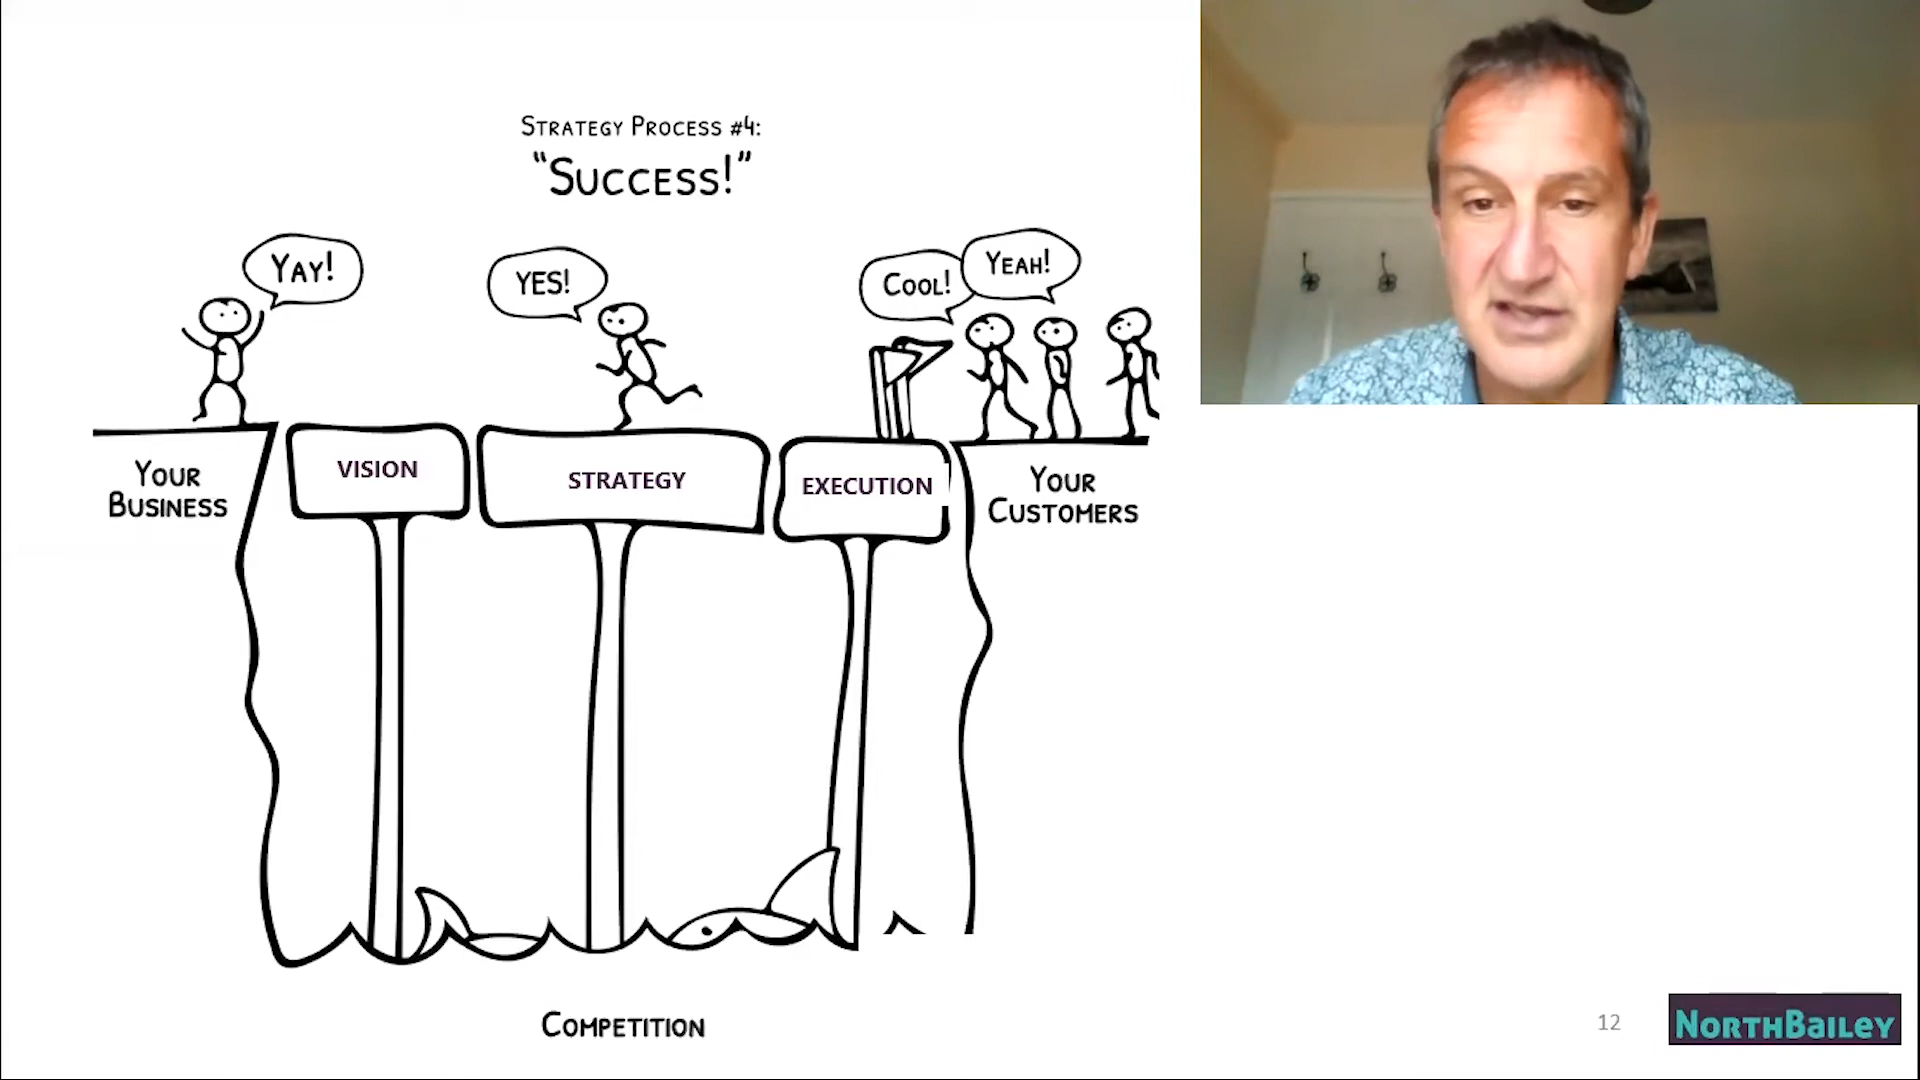 Strategy Process #4:
"Success!"
Yay!
YES!
Cool!
Yeah!
Your
Business
VISION
STRATEGY
EXECUTION
Your
Customers
Competition
12
NorthBailey